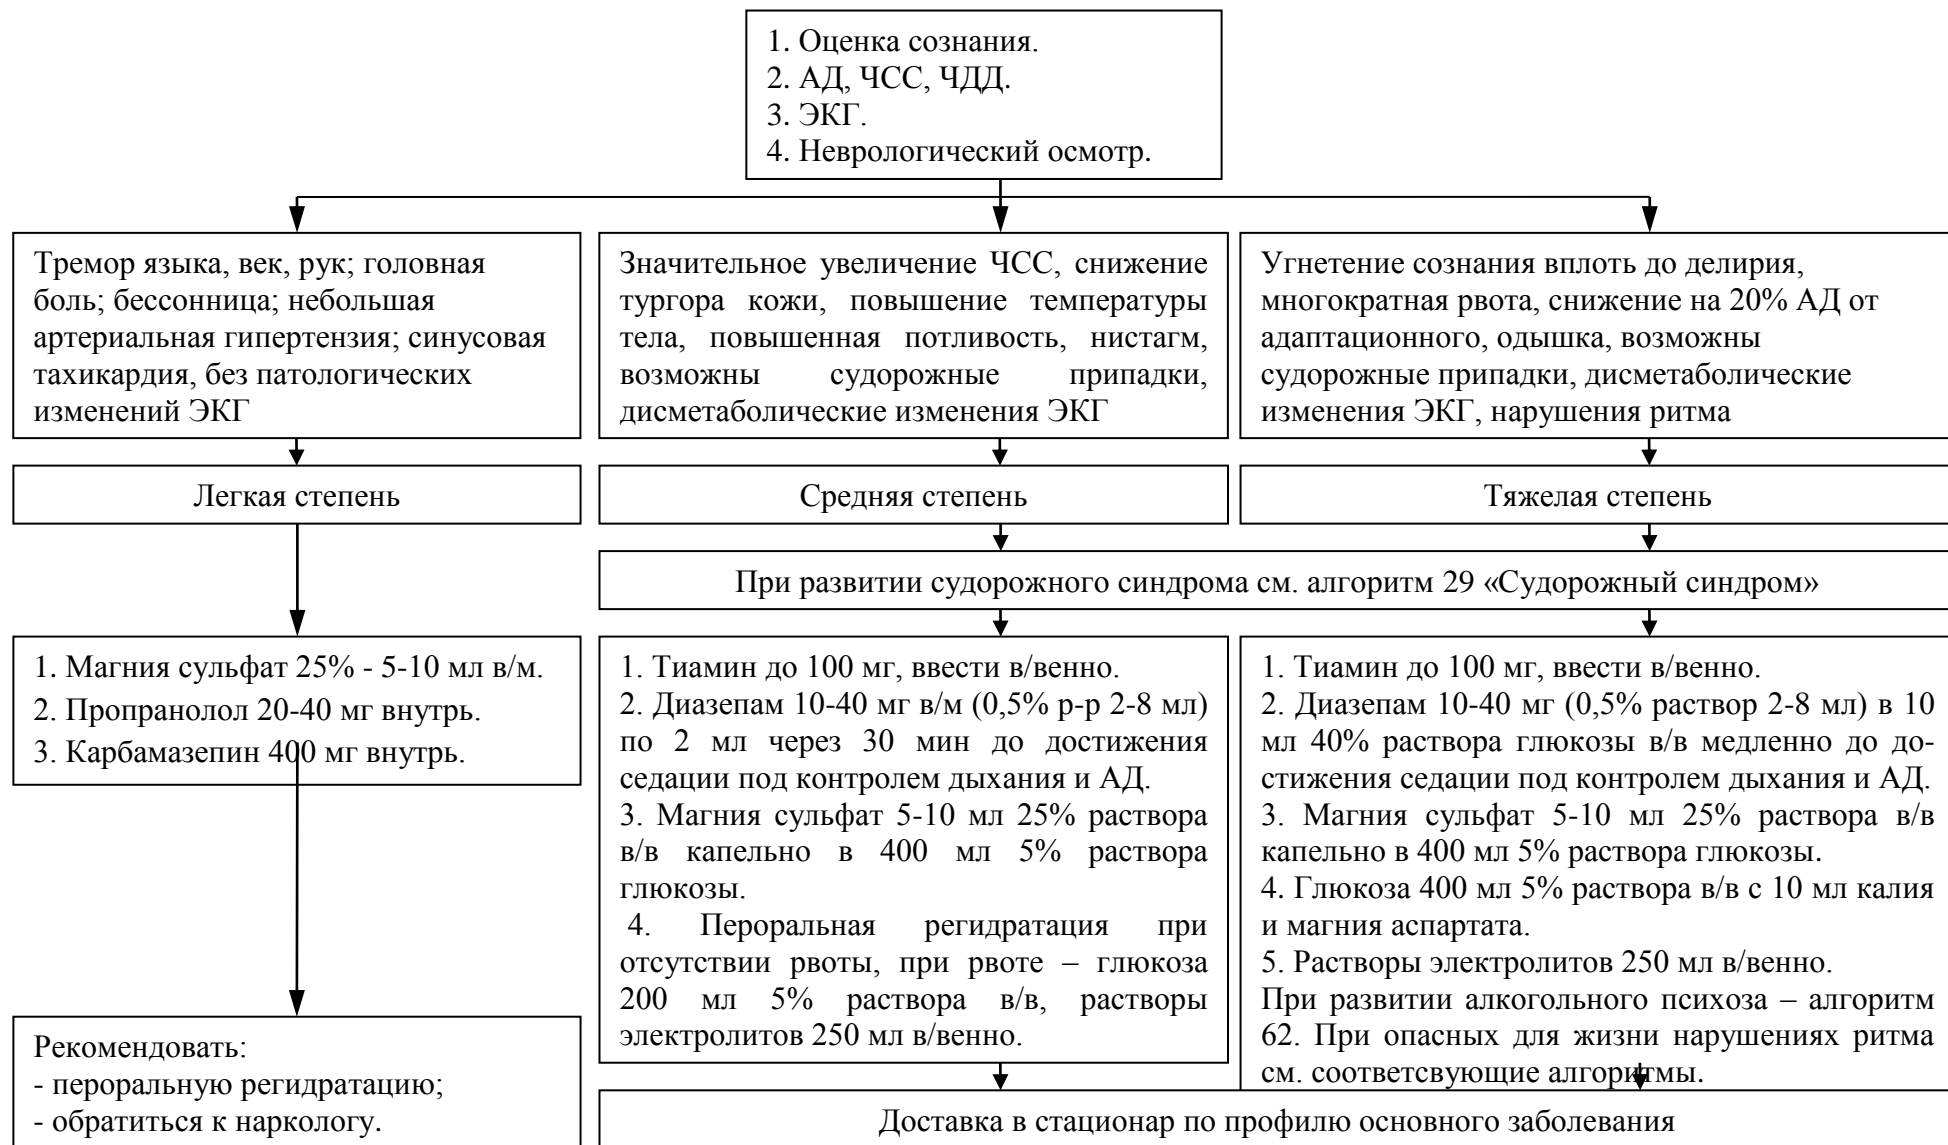 1. Оценка сознания.
2. АД, ЧСС, ЧДД.
3. ЭКГ.
4. Неврологический осмотр.
Тремор языка, век, рук; головная
боль; бессонница; небольшая
артериальная гипертензия; синусовая
тахикардия, без патологических
изменений ЭКГ
Значительное увеличение ЧСС, снижение
тургора кожи, повышение температуры
тела, повышенная потливость, нистагм,
возможны судорожные припадки,
дисметаболические изменения ЭКГ
Угнетение сознания вплоть до делирия,
многократная рвота, снижение на 20% АД от
адаптационного, одышка, возможны
судорожные припадки, дисметаболические
изменения ЭКГ, нарушения ритма
Легкая степень
Средняя степень
Тяжелая степень
При развитии судорожного синдрома см. алгоритм 29 «Судорожный синдром»
1. Магния сульфат 25% - 5-10 мл в/м.
2. Пропранолол 20-40 мг внутрь.
3. Карбамазепин 400 мг внутрь.
1. Тиамин до 100 мг, ввести в/венно.
2. Диазепам 10-40 мг в/м (0,5% р-р 2-8 мл)
по 2 мл через 30 мин до достижения
седации под контролем дыхания и АД.
3. Магния сульфат 5-10 мл 25% раствора
в/в капельно в 400 мл 5% раствора
глюкозы.
4. Пероральная регидратация при
отсутствии рвоты, при рвоте – глюкоза
200 мл 5% раствора в/в, растворы
электролитов 250 мл в/венно.
1. Тиамин до 100 мг, ввести в/венно.
2. Диазепам 10-40 мг (0,5% раствор 2-8 мл) в 10
мл 40% раствора глюкозы в/в медленно до до-
стижения седации под контролем дыхания и АД.
3. Магния сульфат 5-10 мл 25% раствора в/в
капельно в 400 мл 5% раствора глюкозы.
4. Глюкоза 400 мл 5% раствора в/в с 10 мл калия
и магния аспартата.
5. Растворы электролитов 250 мл в/венно.
При развитии алкогольного психоза – алгоритм
62. При опасных для жизни нарушениях ритма
см. соответсвующие алгоритмы.
Рекомендовать:
- пероральную регидратацию;
- обратиться к наркологу.
Доставка в стационар по профилю основного заболевания